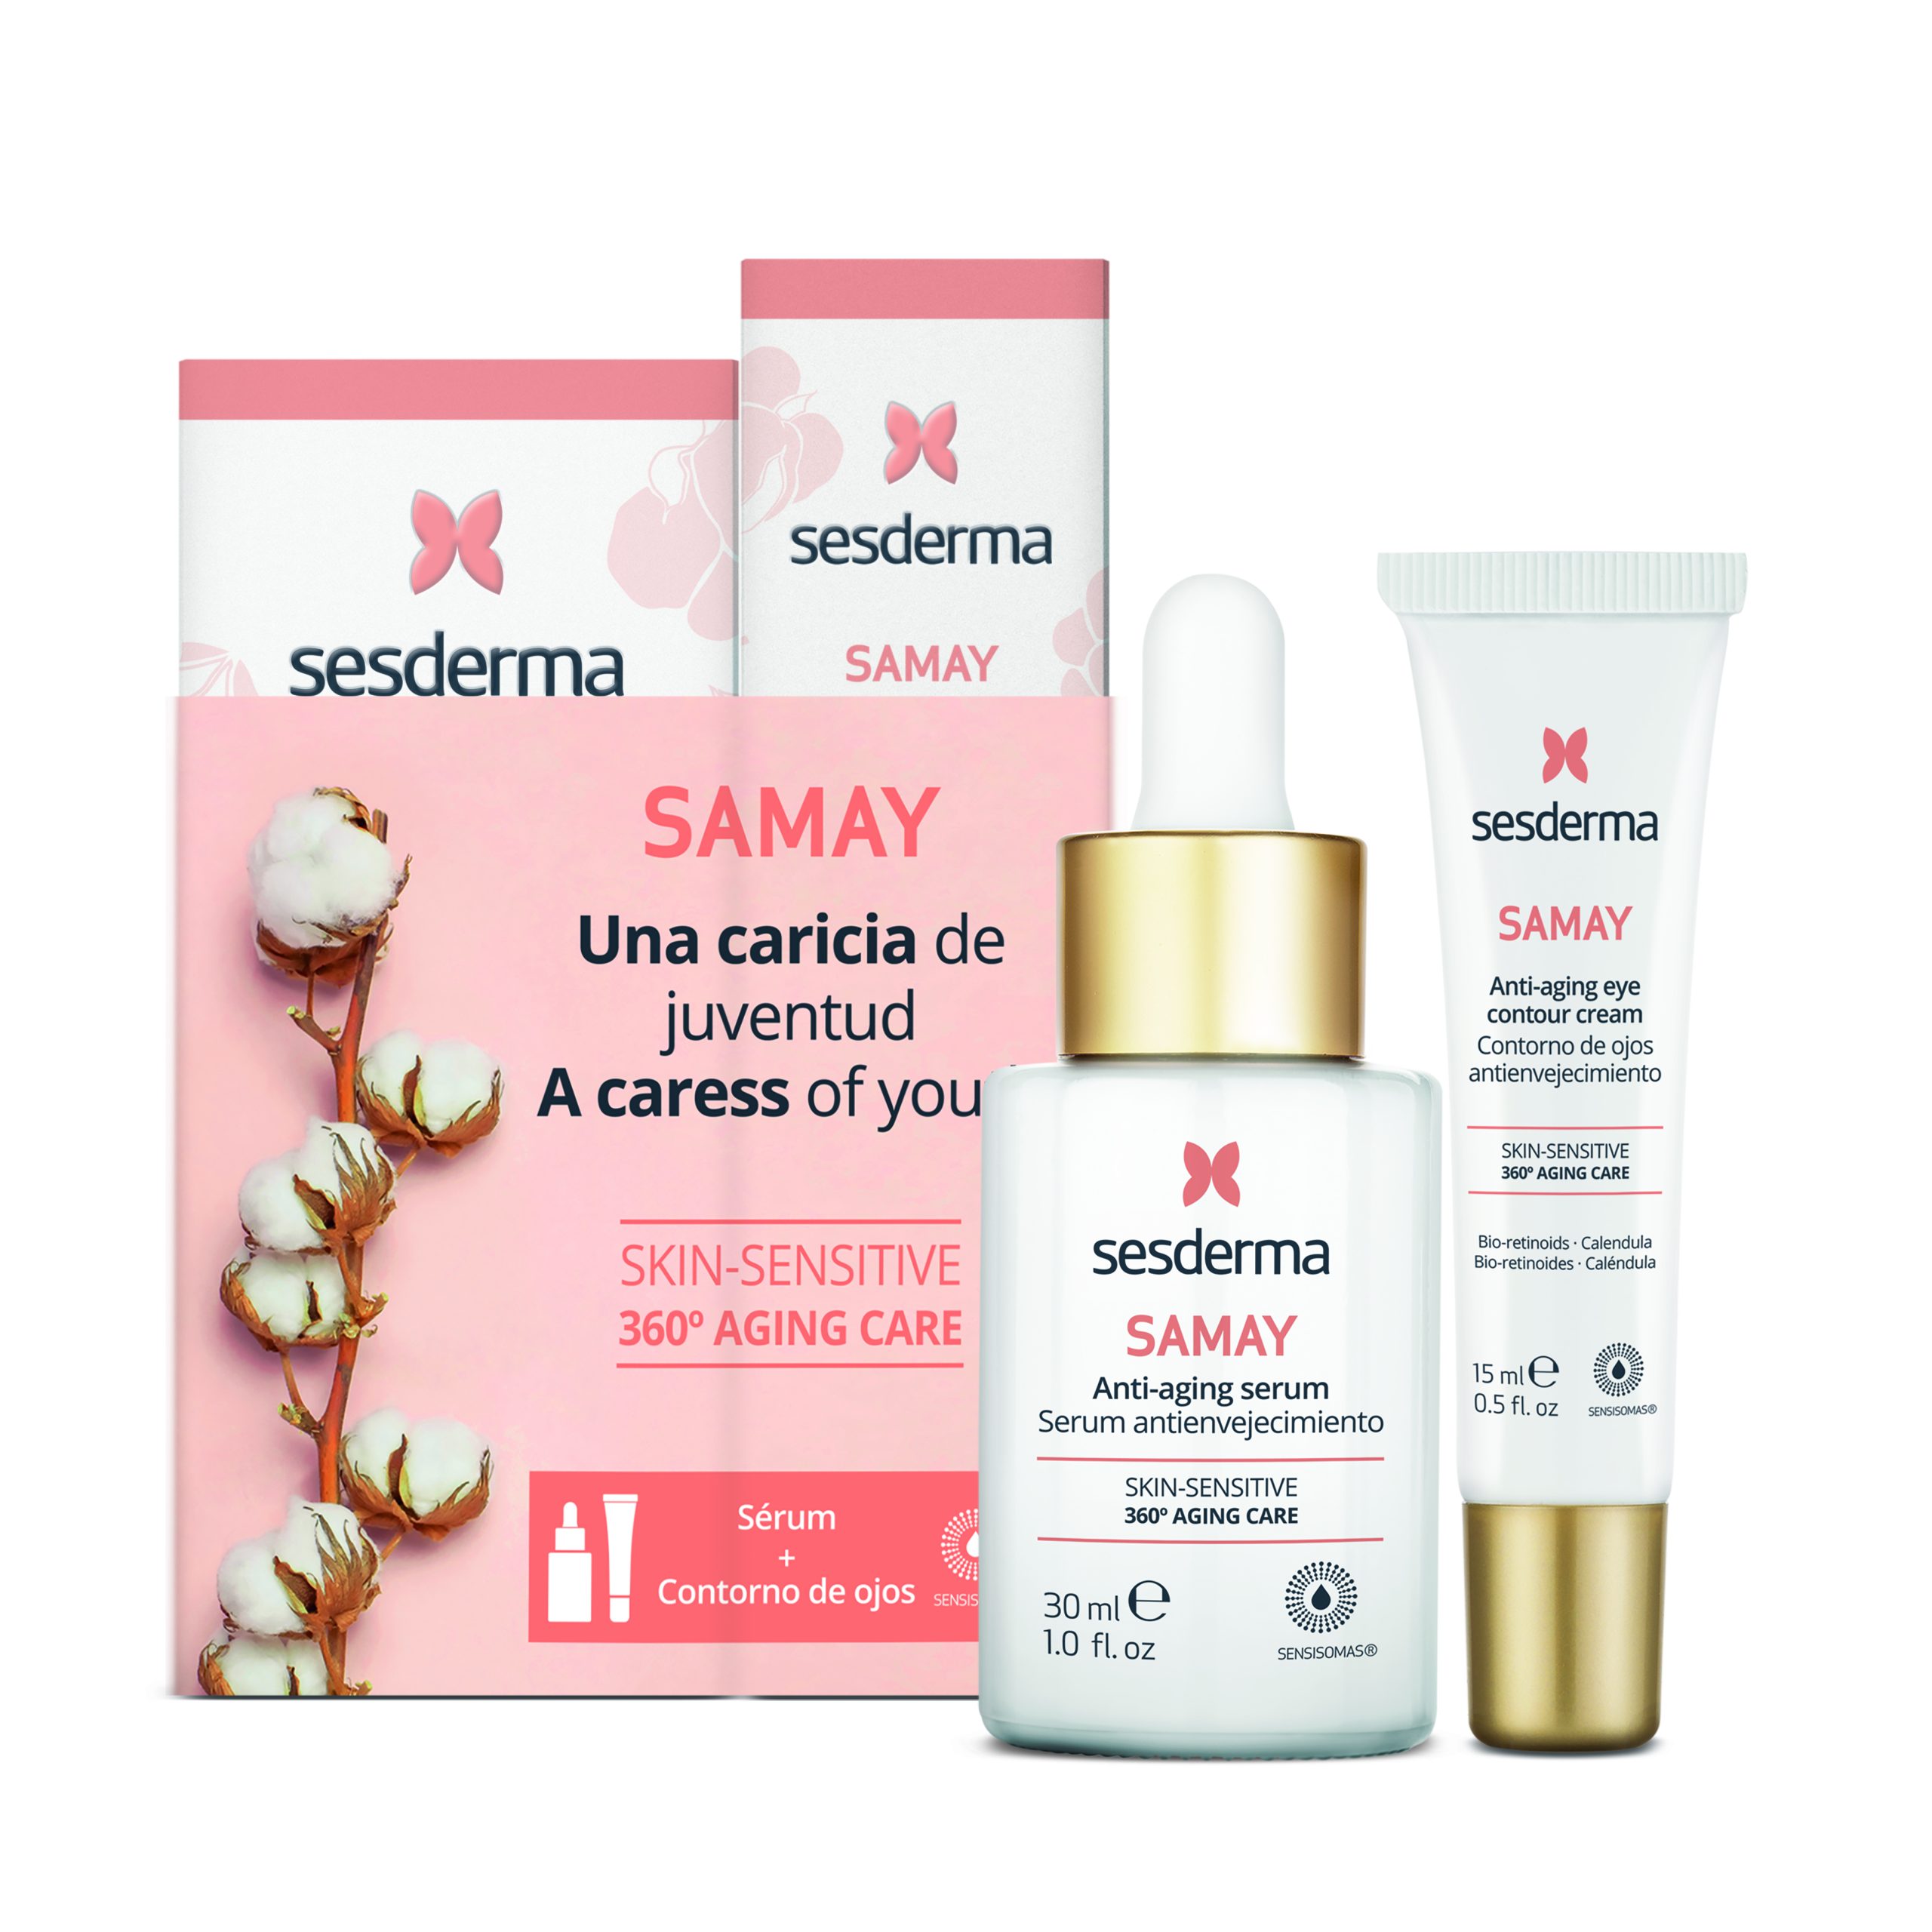 sesderma
sesderma
SAMAY
SAMAY
Una caricia de
juventud
A caress of
SKIN-SENSITIVE
360º AGING CARE
Sérum
+
Contorno de ojos
sesderma
SAMAY
Anti-aging serum
Serum antienvejecimiento
SKIN-SENSITIVE
360º AGING CARE
30 ml ℮
1.0 fl. oz
SENSISOMAS®
sesderma
SAMAY
Anti-aging eye
contour cream
Contorno de ojos
antienvejecimiento
SKIN-SENSITIVE
360º AGING CARE
Bio-retinoids · Calendula
Bio-retinoides · Caléndula
15 ml ℮
0.5 fl. oz
SENSISOMAS®